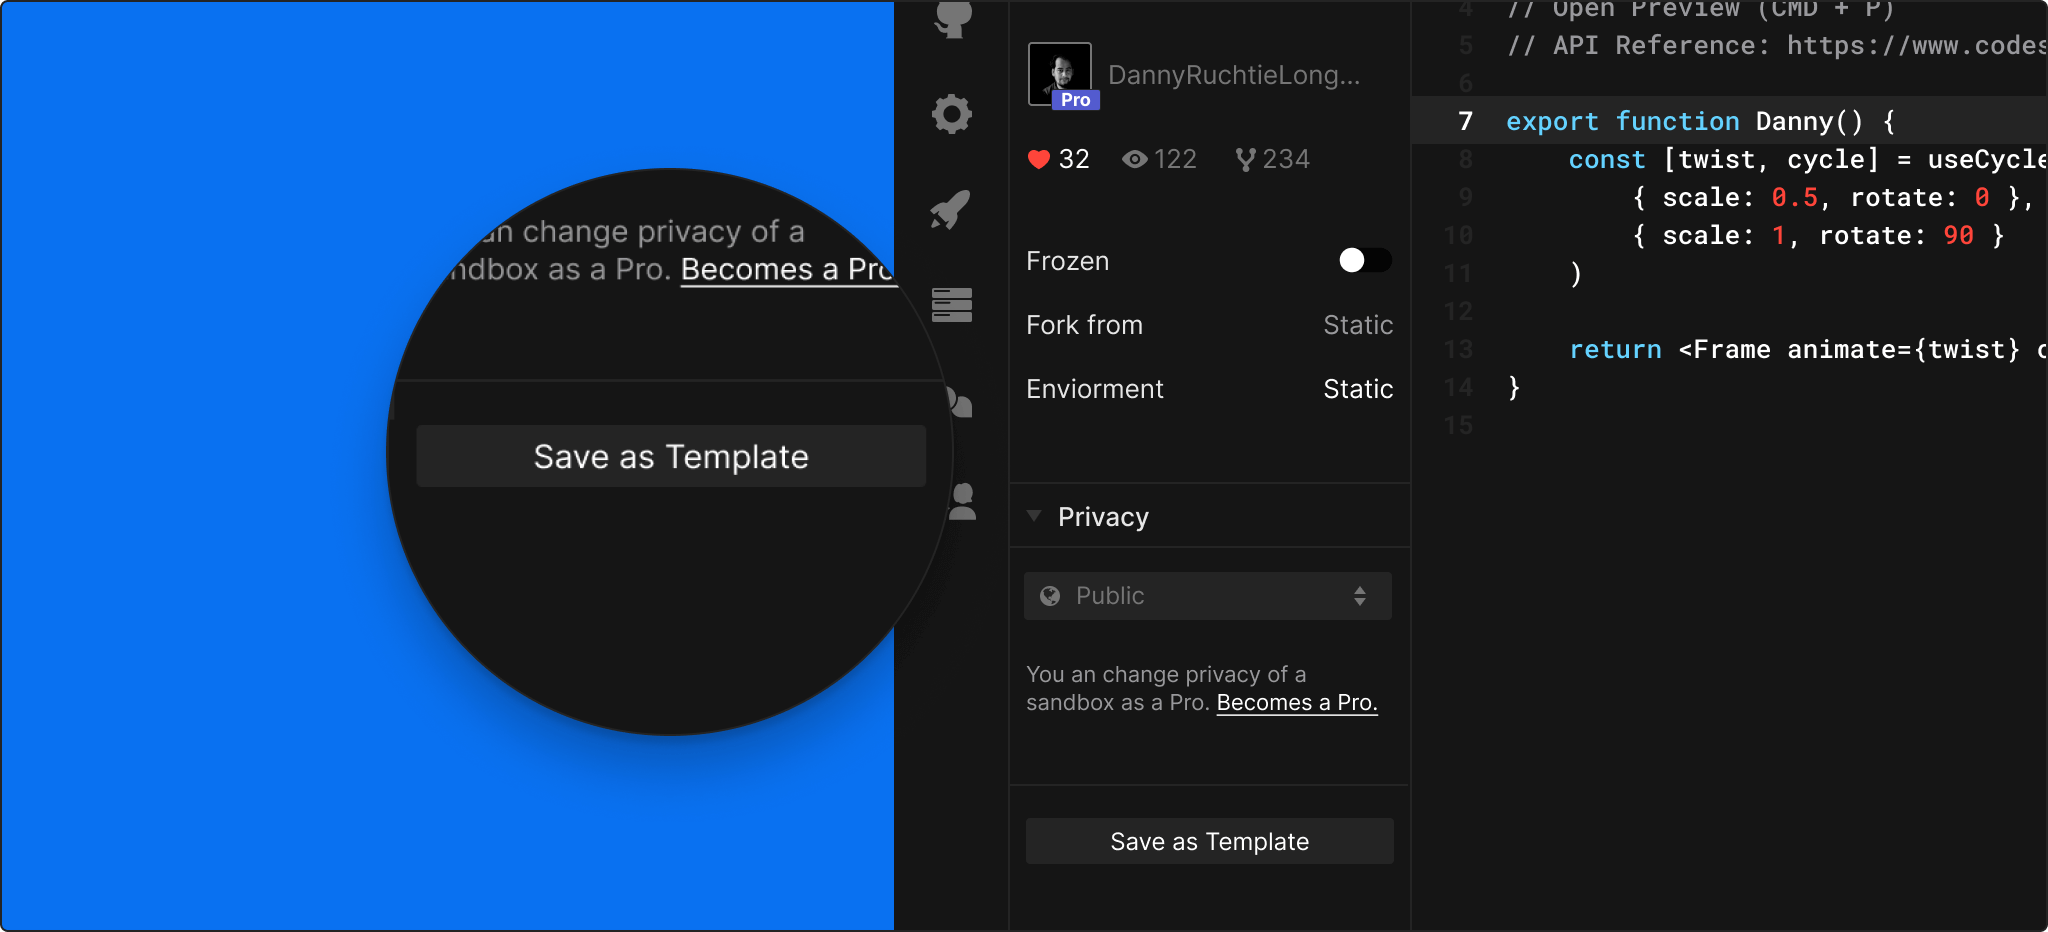 an change privacy of a
ndbox as a Pro. Becomes a Pro
Save as Template
DannyRuchtieLong...
Pro
32 122 234
Frozen
Fork from Static
Enviorment Static
Privacy
Public
You an change privacy of a
sandbox as a Pro. Becomes a Pro.
Save as Template
4 // Open Preview (CMD + P)
5 // API Reference: https://www.codes
6
7 export function Danny() {
8 const [twist, cycle] = useCycle
9 { scale: 0.5, rotate: 0 },
10 { scale: 1, rotate: 90 }
11 )
12
13 return <Frame animate={twist} c
14 }
15